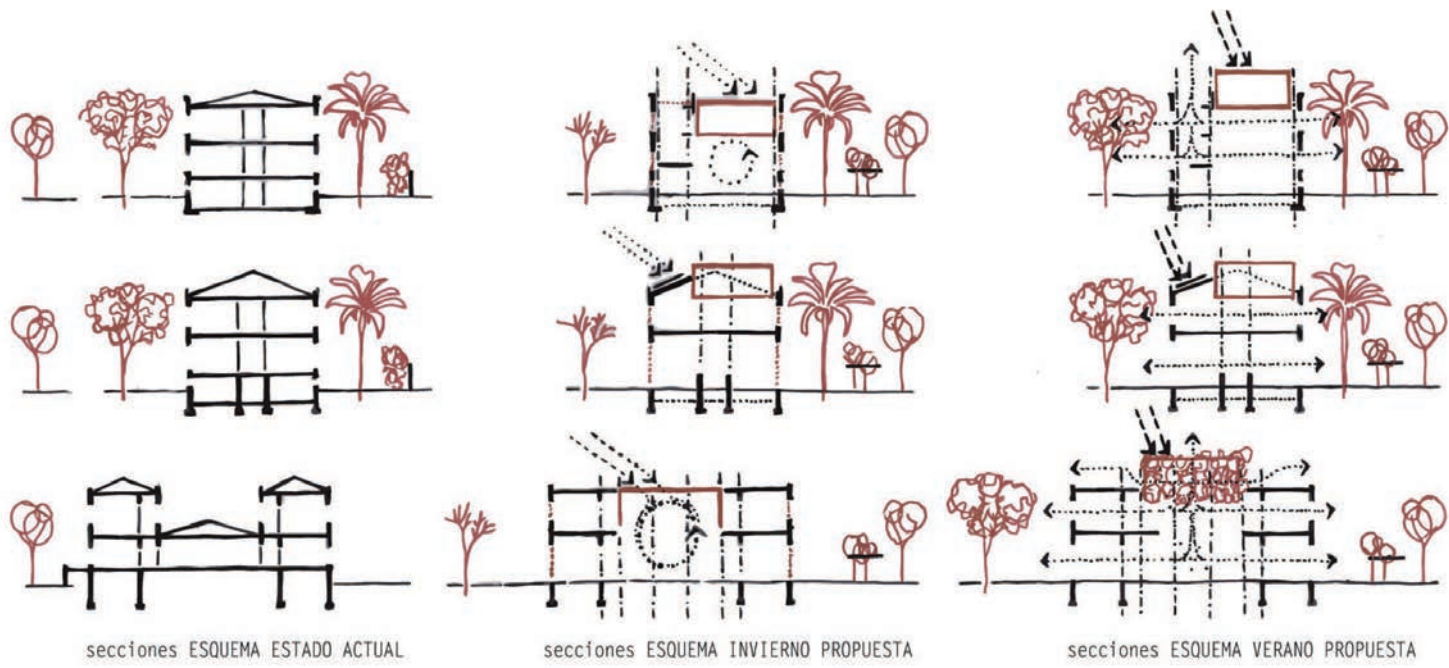 secciones ESQUEMA ESTADO ACTUAL
secciones ESQUEMA INVIERNO PROPUESTA
secciones ESQUEMA VERANO PROPUESTA